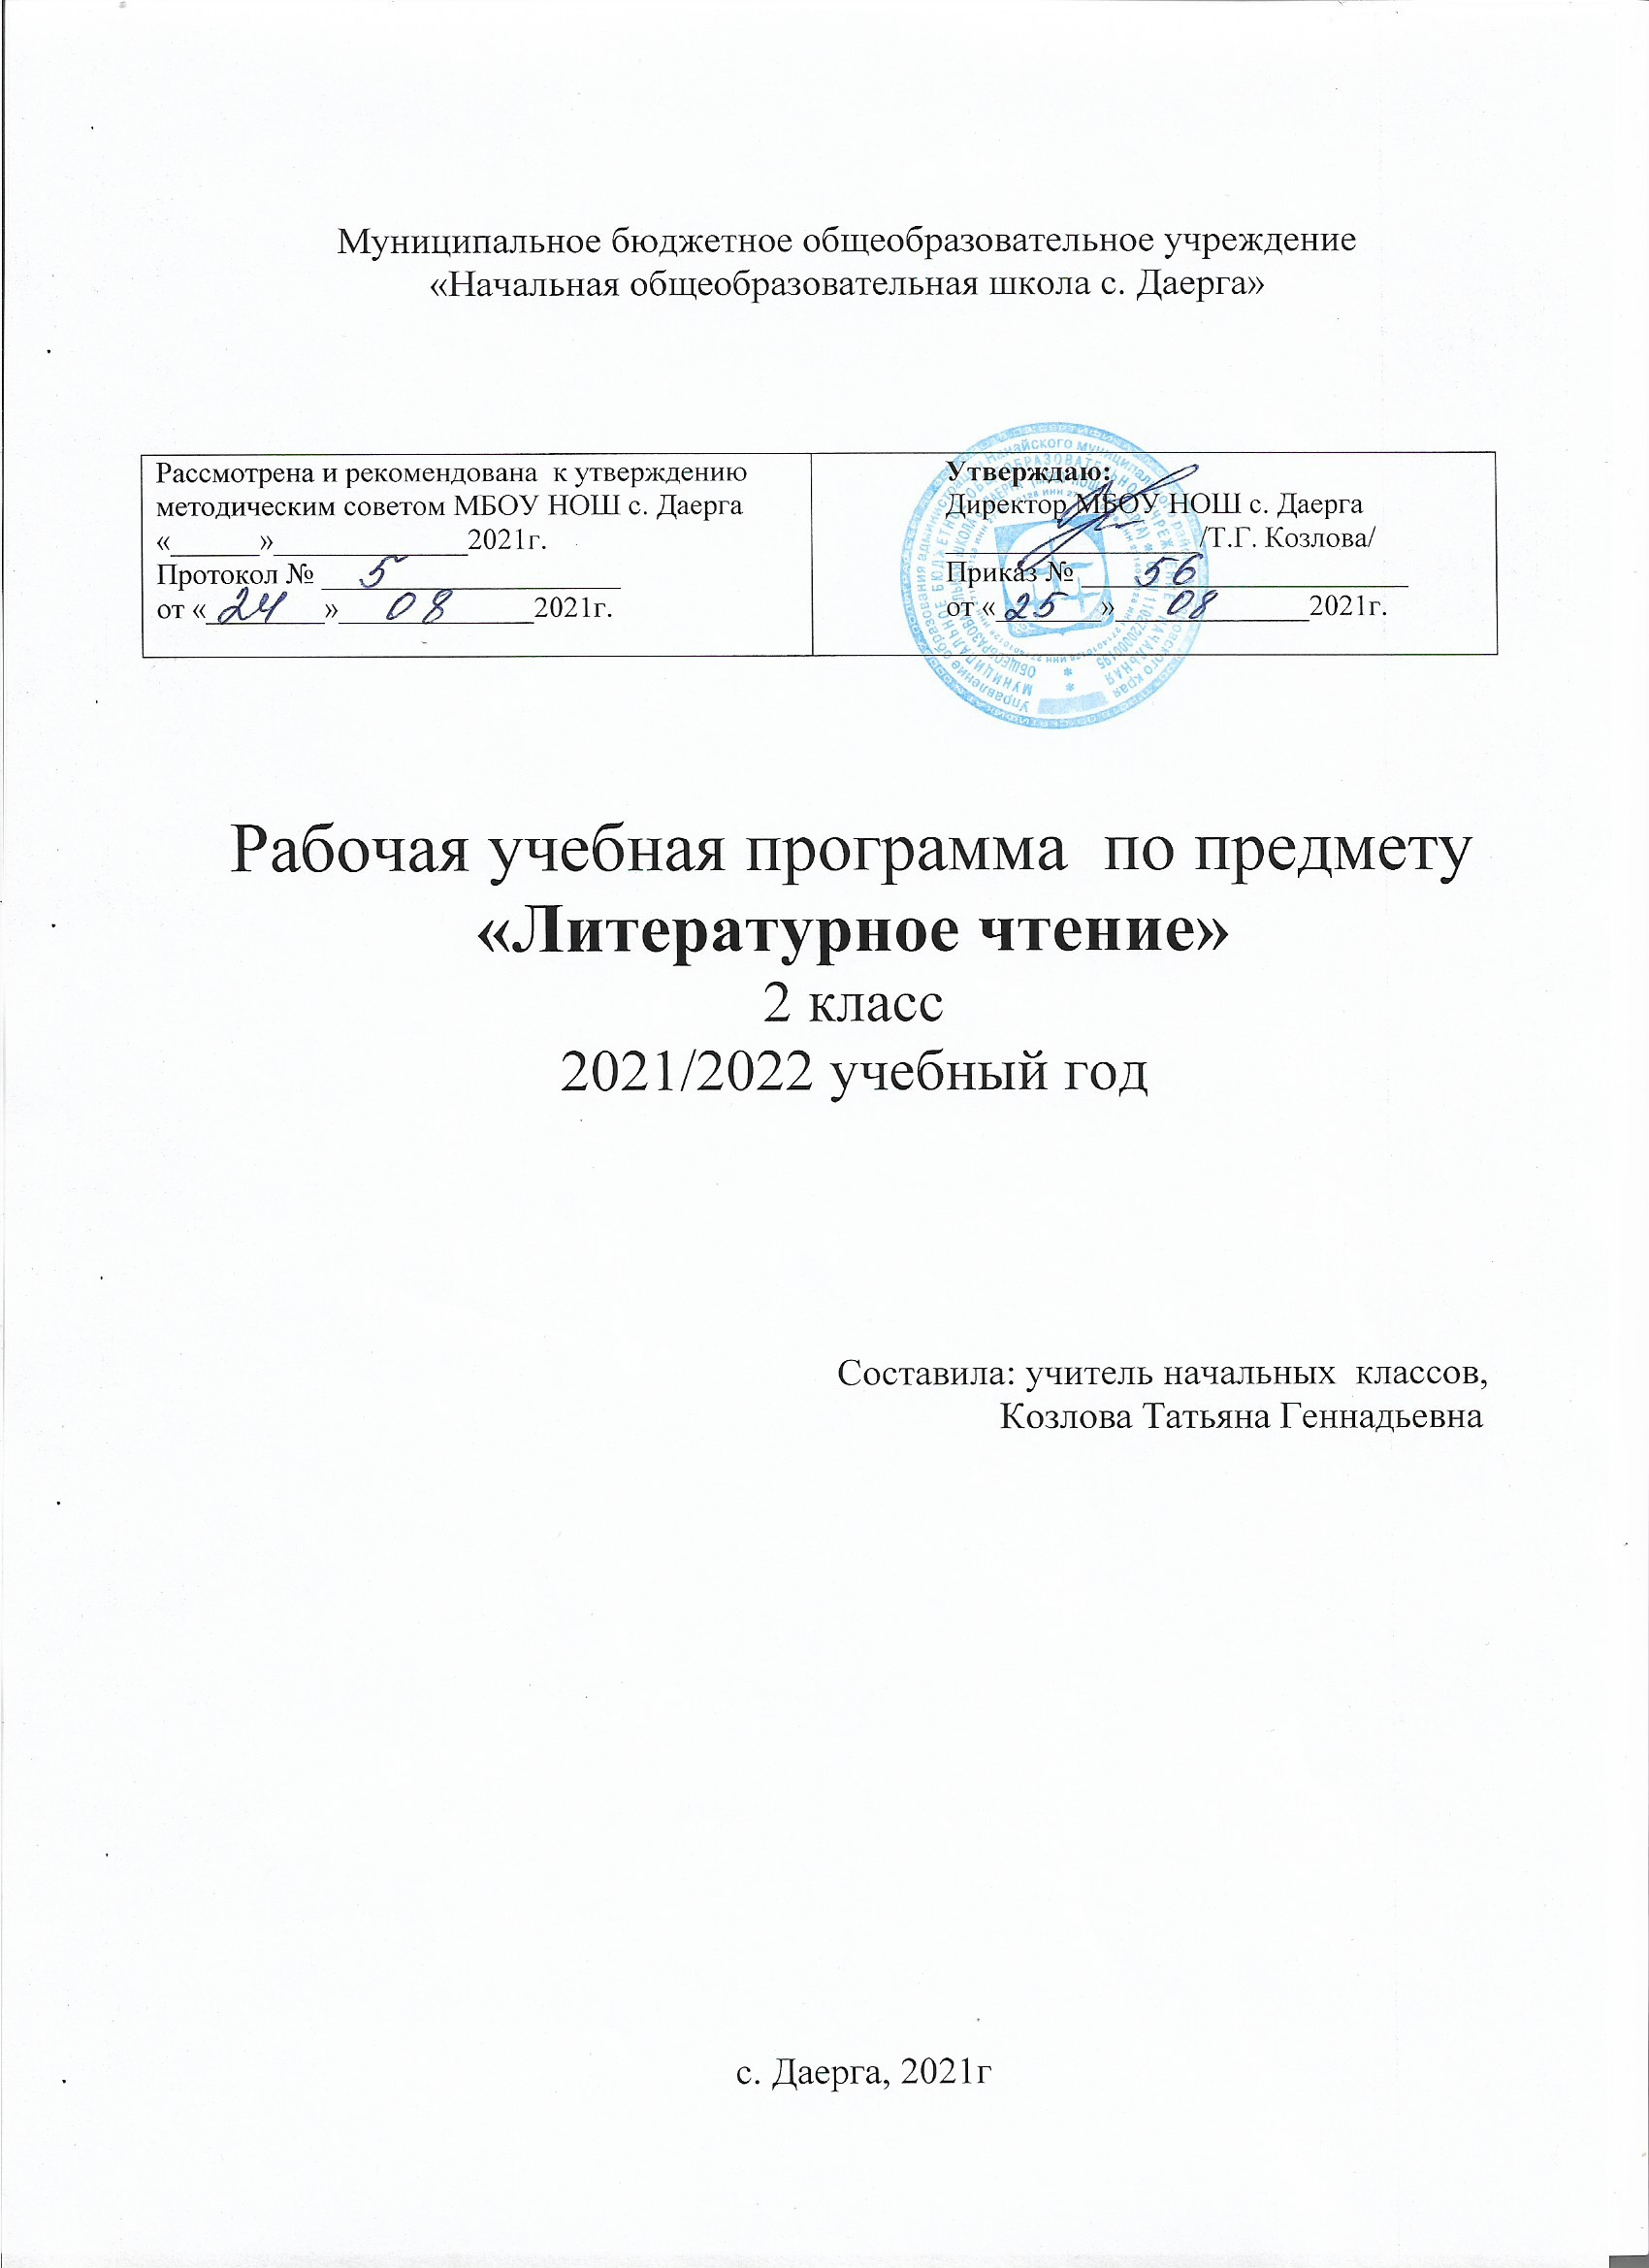 Муниципальное бюджетное общеобразовательное учреждение
«Начальная общеобразовательная школа с. Даерга»
Рассмотрена и рекомендована к утверждению
методическим советом МБОУ НОШ с. Даерга
«______»_____________2021г.
Протокол № 5
от «24»08 2021г.
Утверждаю:
Директор МБОУ НОШ с. Даерга
________________/Т.Г. Козлова/
Приказ № 56
от «25» 08 2021г.
Рабочая учебная программа по предмету
«Литературное чтение»
2 класс
2021/2022 учебный год
Составила: учитель начальных классов,
Козлова Татьяна Геннадьевна
с. Даерга, 2021г